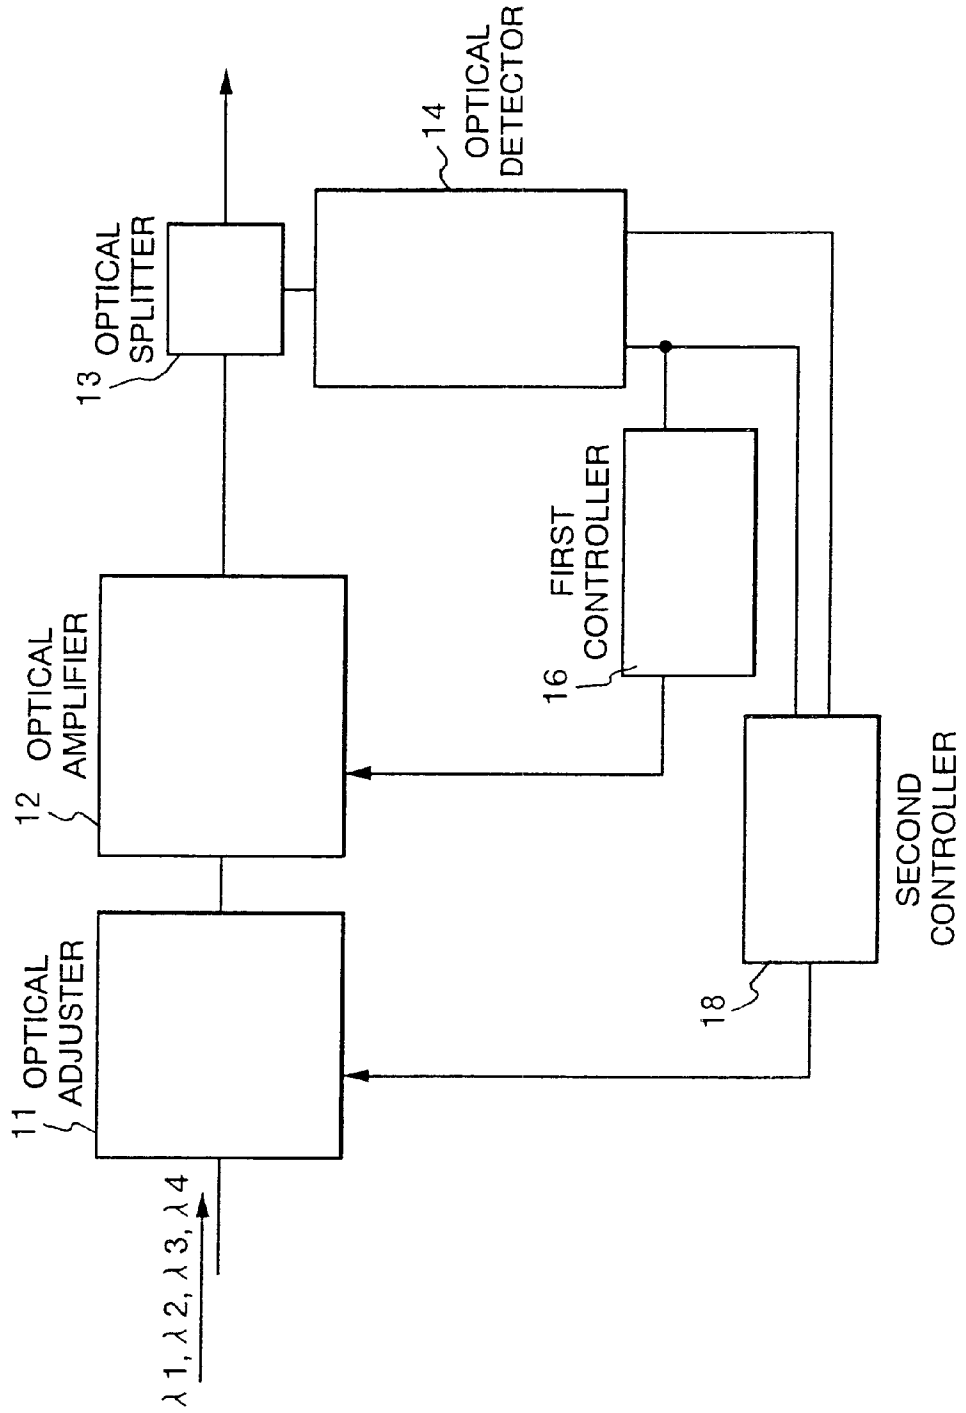 λ1, λ2, λ3, λ4
11
OPTICAL
ADJUSTER
12
OPTICAL
AMPLIFIER
13
OPTICAL
SPLITTER
14
OPTICAL
DETECTOR
16
FIRST
CONTROLLER
18
SECOND
CONTROLLER